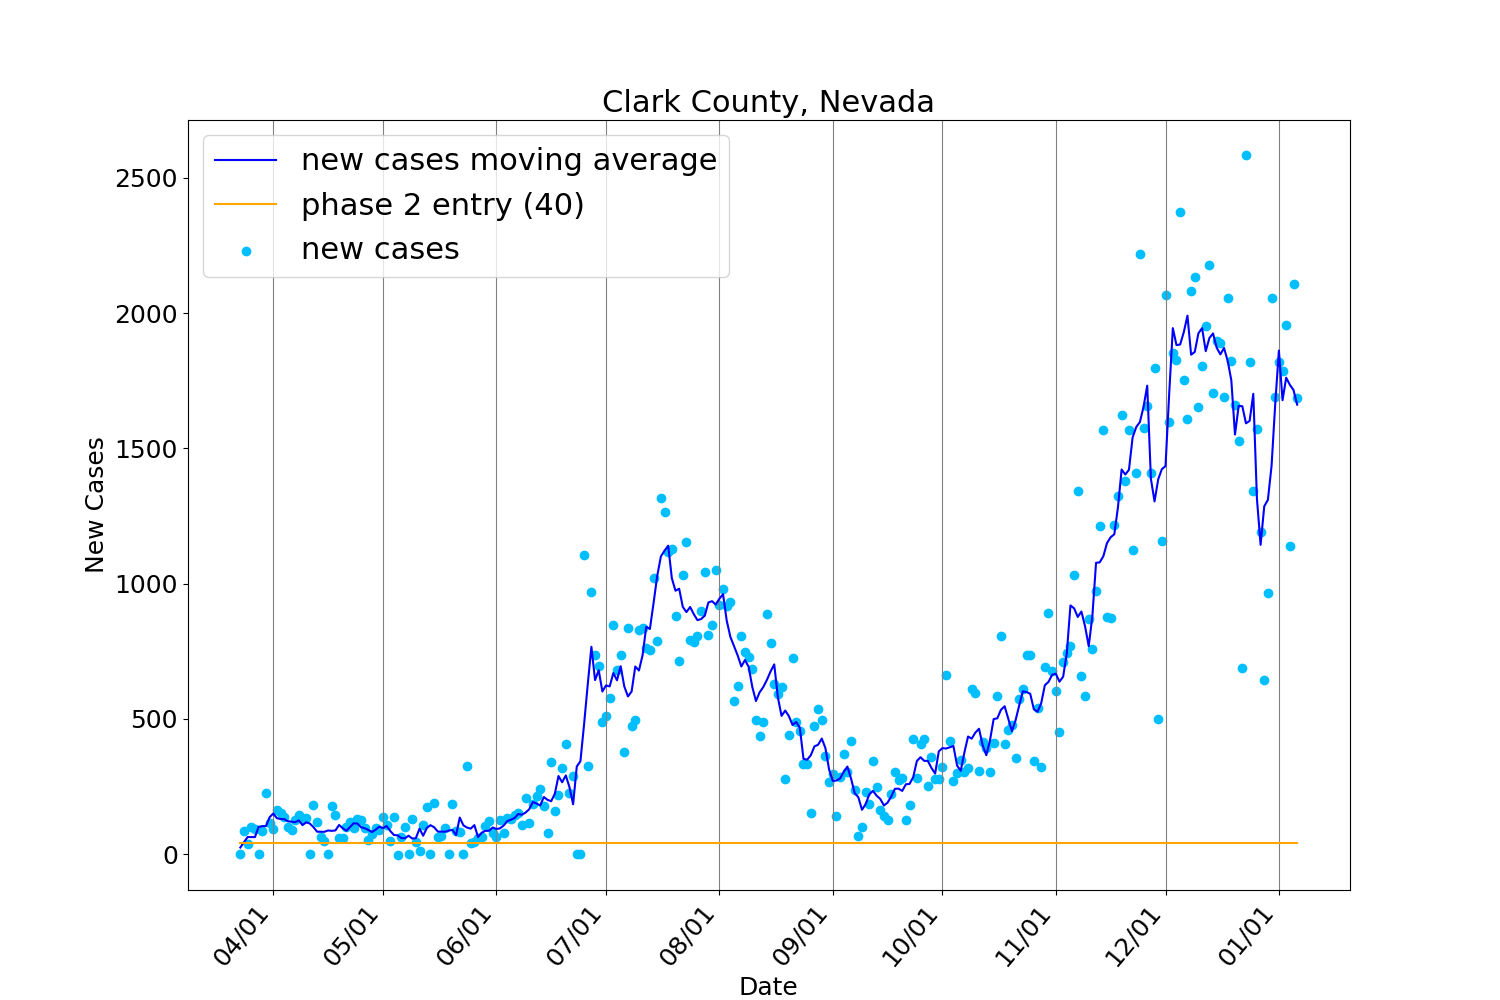 Clark County, Nevada
new cases moving average
phase 2 entry (40)
new cases
2500
2000
1500
1000
500
0
New Cases
04/01
05/01
06/01
07/01
08/01
09/01
10/01
11/01
12/01
01/01
Date